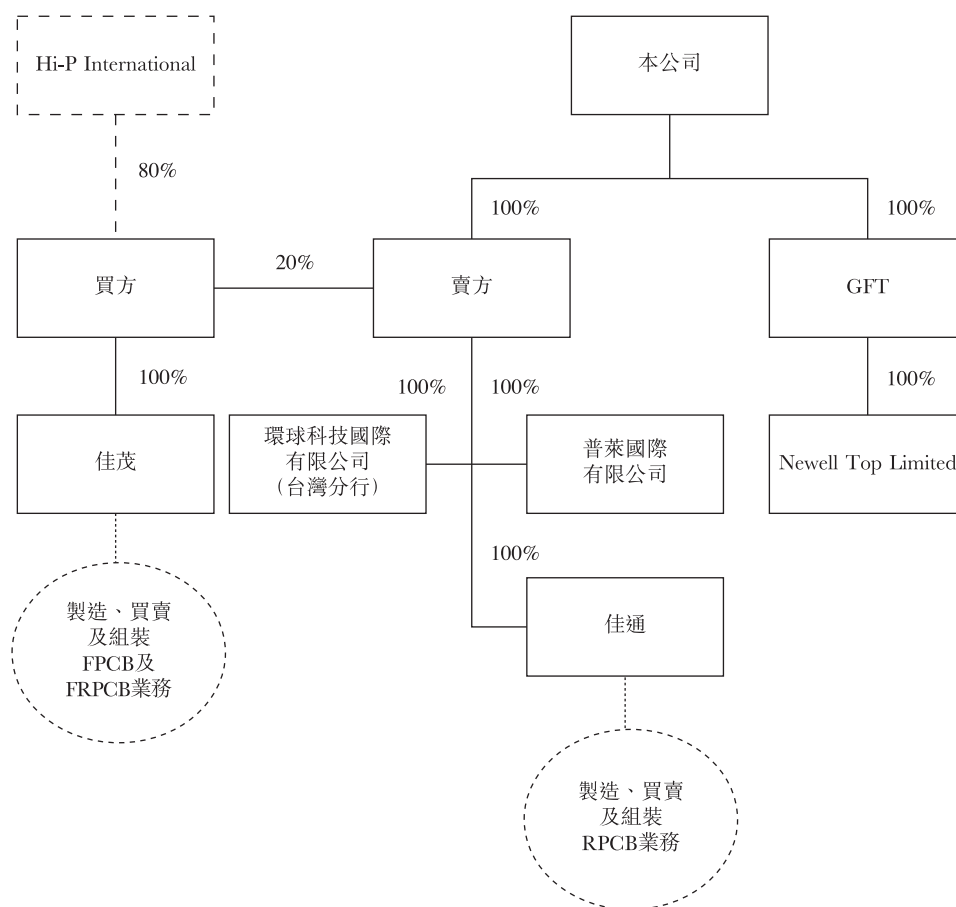 Hi-P International
本公司
80%
100%
100%
買方
20%
賣方
GFT
100%
100%
100%
100%
佳茂
環球科技國際
有限公司
（台灣分行）
普萊國際
有限公司
Newell Top Limited
100%
佳通
製造、買賣
及組裝
FPCB及
FRPCB業務
製造、買賣
及組裝
RPCB業務